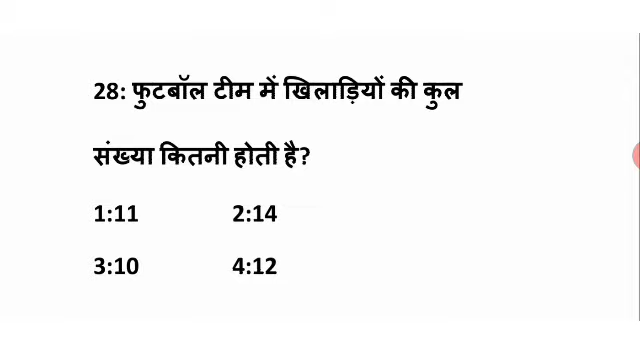 28: फुटबॉल टीम में खिलाड़ियों की कुल
संख्या कितनी होती है?
1:11 2:14
3:10 4:12